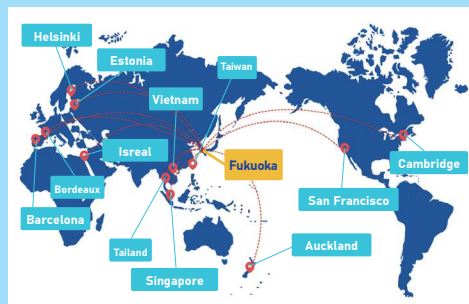 Helsinki
Estonia
Taiwan
Vietnam
Isreal
Fukuoka
Cambridge
Bordeaux
San Francisco
Barcelona
Tailand
Auckland
Singapore